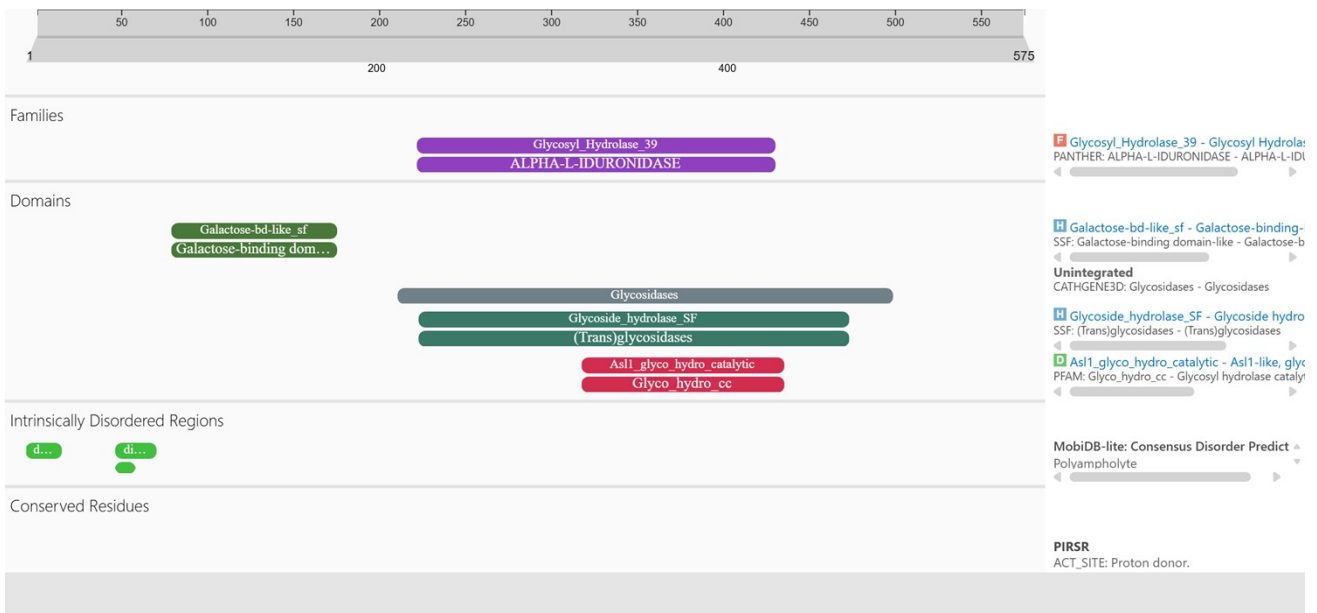 50 100 150 200 250 300 350 400 450 500 550
1 575
200 400
Families
Glycosyl_Hydrolase_39
ALPHA-L-IDURONIDASE
F Glycosyl_Hydrolase_39 - Glycosyl Hydrolas
PANTHER: ALPHA-L-IDURONIDASE - ALPHA-L-IDU
Domains
Galactose-bd-like_sf
Galactose-binding dom...
H Galactose-bd-like_sf - Galactose-binding-
SSF: Galactose-binding domain-like - Galactose-b
Unintegrated
Glycosidases
CATHGENE3D: Glycosidases - Glycosidases
Glycoside_hydrolase_SF
(Trans)glycosidases
H Glycoside_hydrolase_SF - Glycoside hydro
SSF: (Trans)glycosidases - (Trans)glycosidases
Asl1_glyco_hydro_catalytic
Glyco_hydro_cc
D Asl1_glyco_hydro_catalytic - Asl1-like, glyc
PFAM: Glyco_hydro_cc - Glycosyl hydrolase catalyt
Intrinsically Disordered Regions
d... di...
MobiDB-lite: Consensus Disorder Predict
Polyampholyte
Conserved Residues
PIRSR
ACT_SITE: Proton donor.